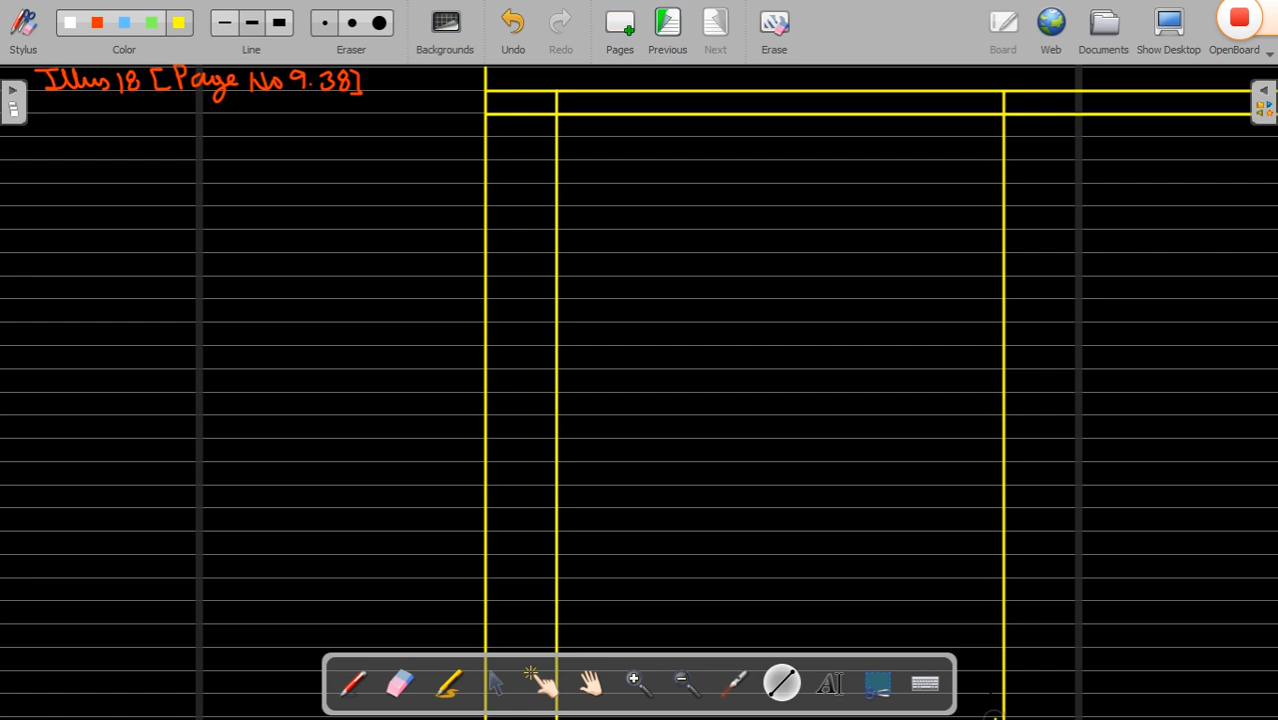 Stylus
Color
Line
Eraser
Backgrounds
Undo
Redo
Pages
Previous
Next
Erase
Board
Web
Documents
Show Desktop
OpenBoard
Illus 18 [Page No 9.38]
AI